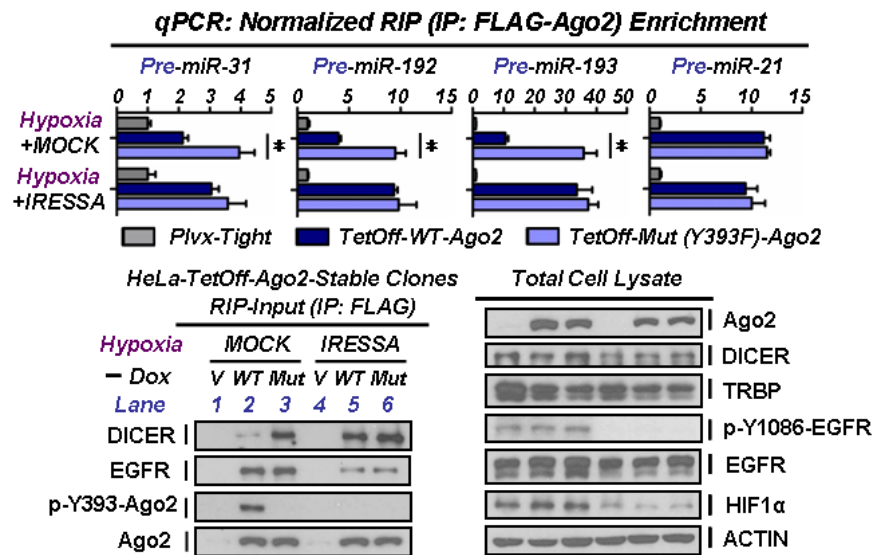 qPCR: Normalized RIP (IP: FLAG-Ago2) Enrichment
Pre-miR-31 Pre-miR-192 Pre-miR-193 Pre-miR-21
0 1 2 3 4 5 0 5 10 15 0 10 20 30 40 50 0 5 10 15
Hypoxia
+MOCK * * *
Hypoxia
+IRESSA
Plvx-Tight TetOff-WT-Ago2 TetOff-Mut (Y393F)-Ago2
HeLa-TetOff-Ago2-Stable Clones
RIP-Input (IP: FLAG)
Hypoxia MOCK IRESSA
– Dox V WT Mut V WT Mut
Lane 1 2 3 4 5 6
DICER
EGFR
p-Y393-Ago2
Ago2
Total Cell Lysate
Ago2
DICER
TRBP
p-Y1086-EGFR
EGFR
HIF1α
ACTIN